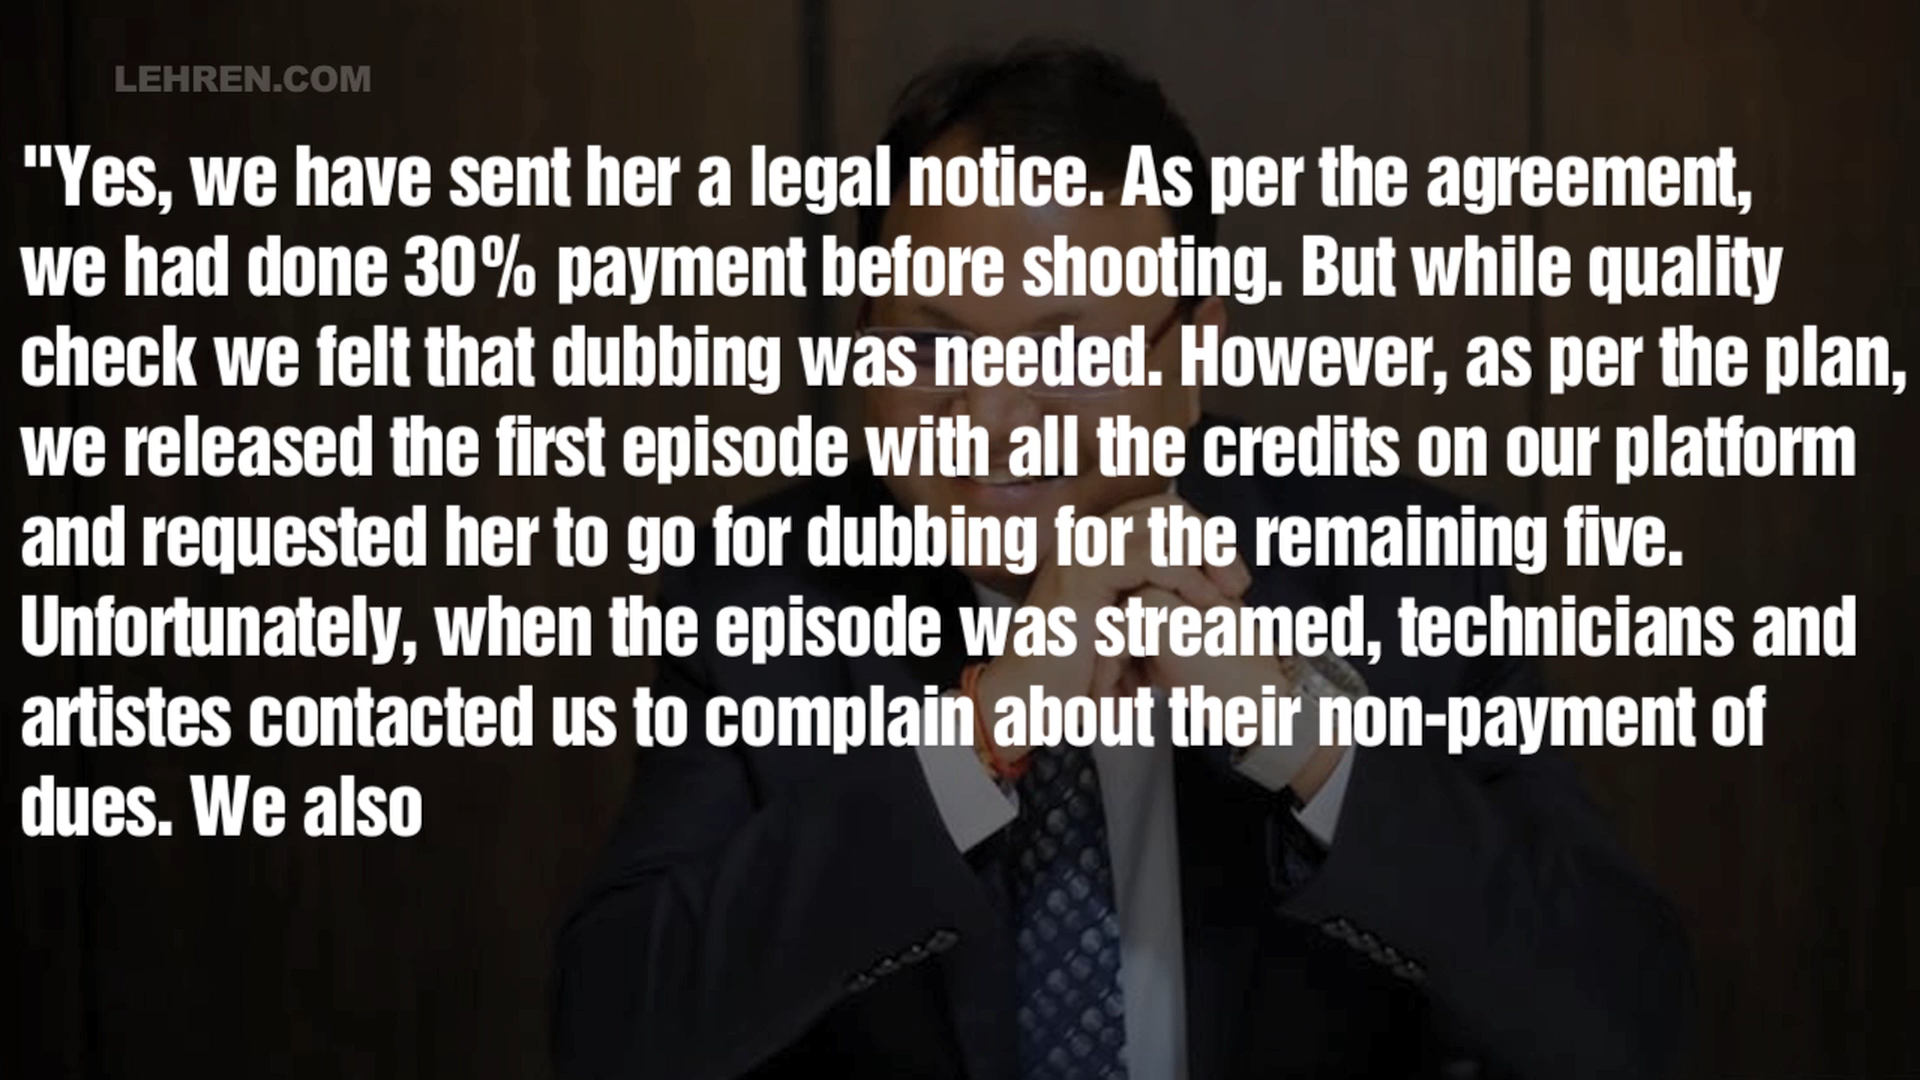 LEHREN.COM
"Yes, we have sent her a legal notice. As per the agreement,
we had done 30% payment before shooting. But while quality
check we felt that dubbing was needed. However, as per the plan,
we released the first episode with all the credits on our platform
and requested her to go for dubbing for the remaining five.
Unfortunately, when the episode was streamed, technicians and
artistes contacted us to complain about their non-payment of
dues. We also